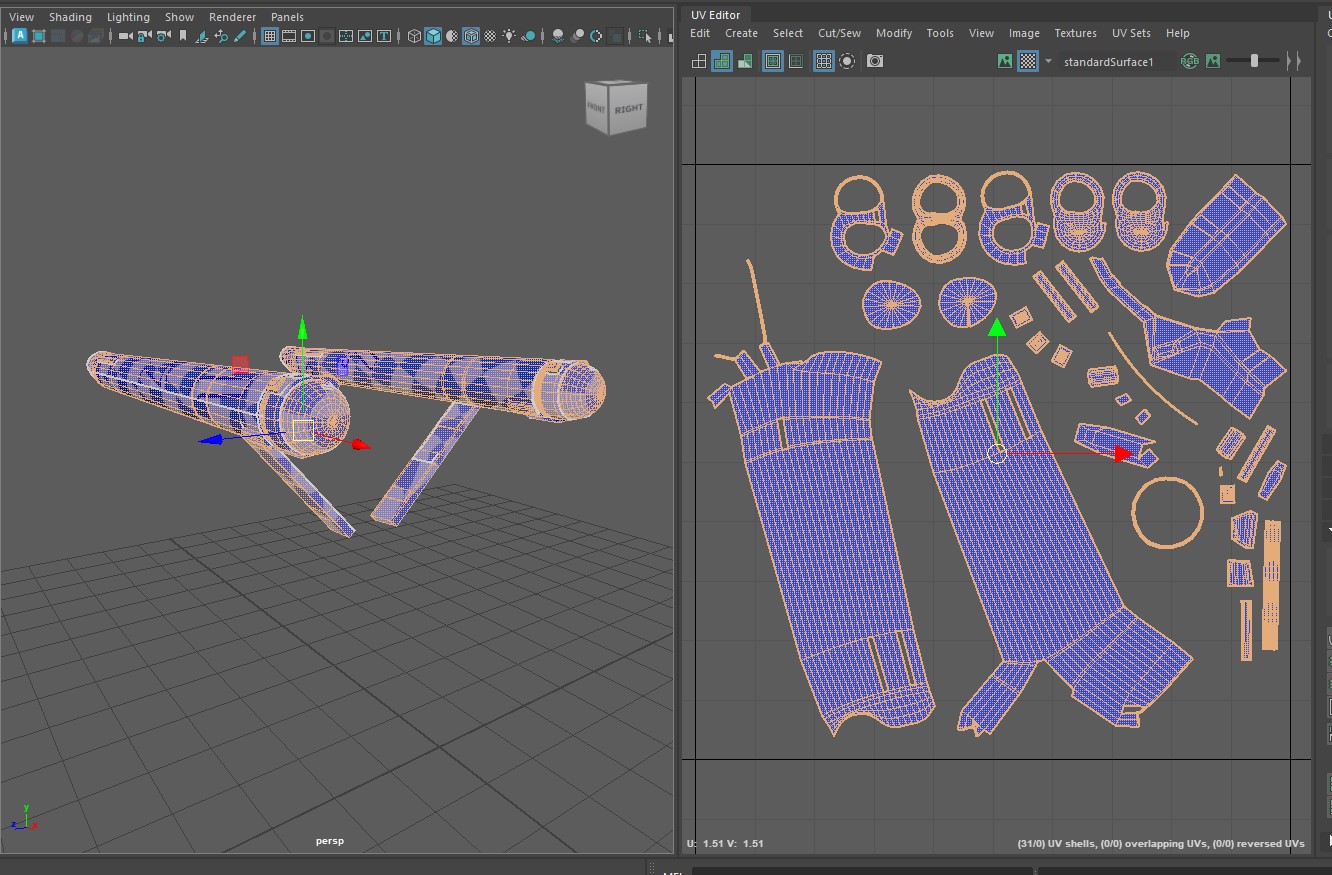 View Shading Lighting Show Renderer Panels
UV Editor
Edit Create Select Cut/Sew Modify Tools View Image Textures UV Sets Help
standardSurface1
RGB
FRONT
RIGHT
U: 1.51 V: 1.51
(31/0) UV shells, (0/0) overlapping UVs, (0/0) reversed UVs
y
z
x
persp